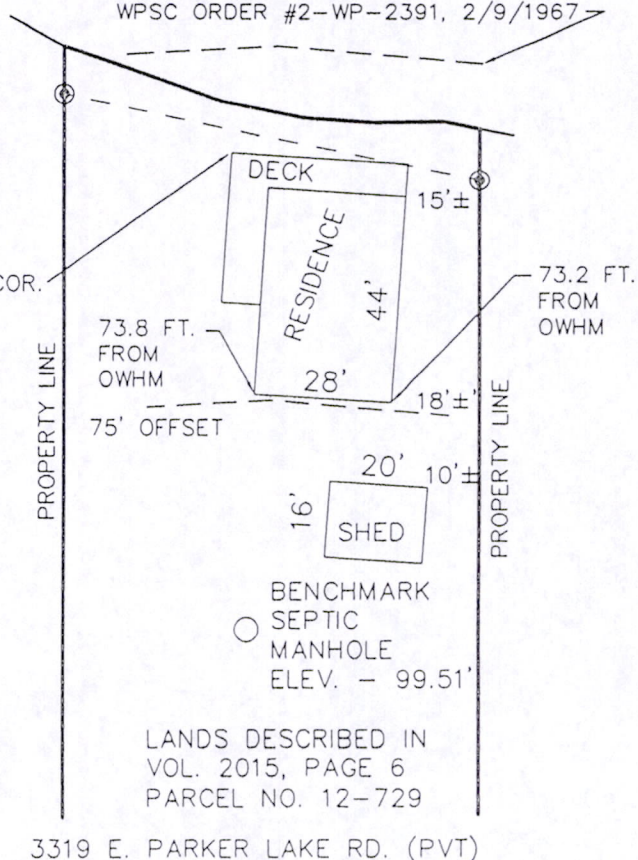 WPSC ORDER #2-WP-2391, 2/9/1967
DECK
15'±
RESIDENCE
44'
COR.
73.2 FT.
FROM
OWHM
73.8 FT.
FROM
OWHM
28'
18'±
75' OFFSET
PROPERTY LINE
PROPERTY LINE
20'
10'±
16'
SHED
BENCHMARK
SEPTIC
MANHOLE
ELEV. - 99.51'
LANDS DESCRIBED IN
VOL. 2015, PAGE 6
PARCEL NO. 12-729
3319 E. PARKER LAKE RD. (PVT)